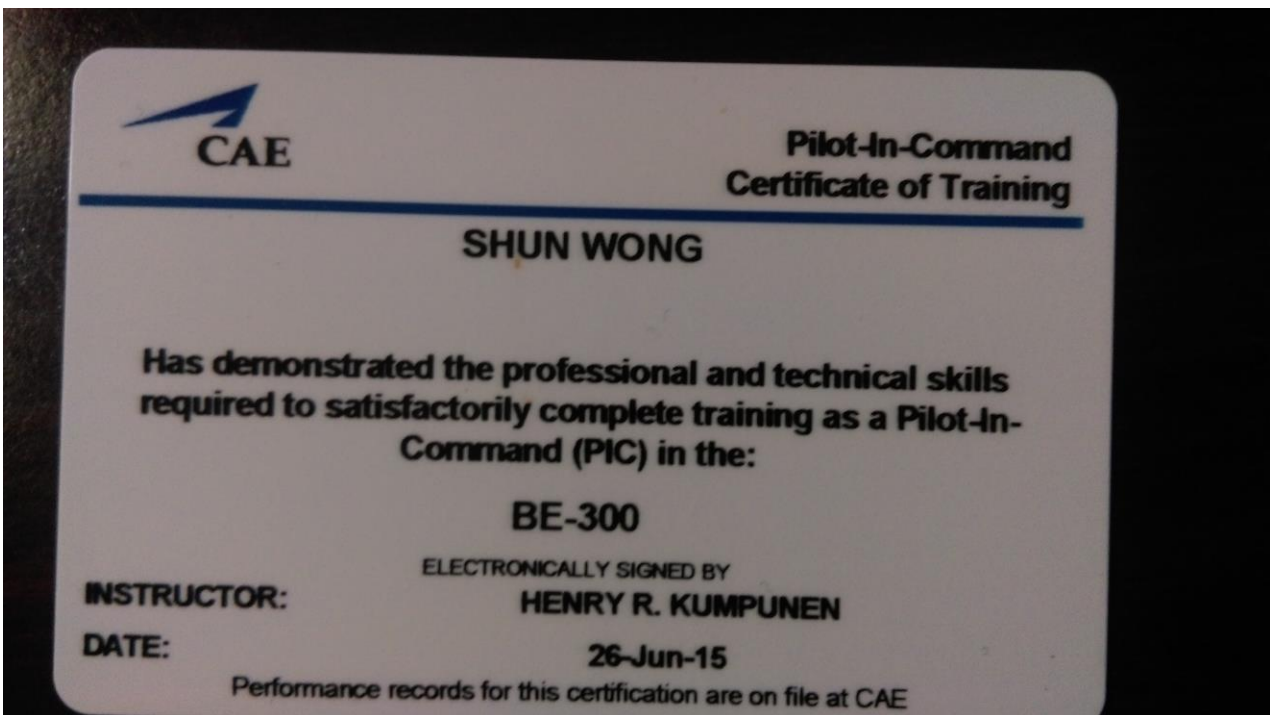 CAE
Pilot-In-Command
Certificate of Training
SHUN WONG
Has demonstrated the professional and technical skills
required to satisfactorily complete training as a Pilot-In-
Command (PIC) in the:
BE-300
ELECTRONICALLY SIGNED BY
INSTRUCTOR: HENRY R. KUMPUNEN
DATE: 26-Jun-15
Performance records for this certification are on file at CAE